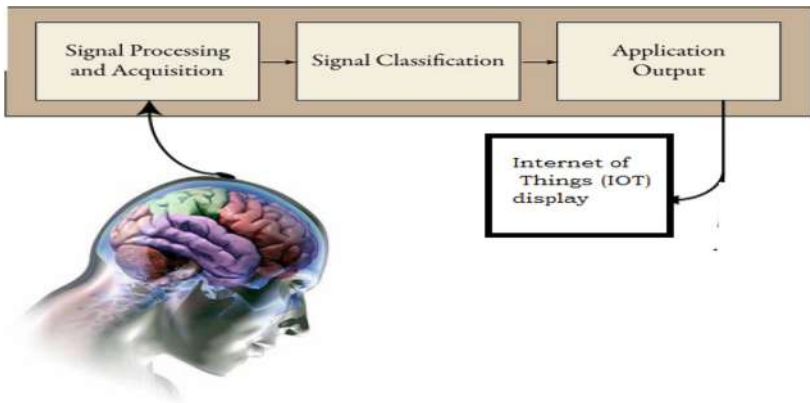 Signal Processing
and Acquisition
Signal Classification
Application
Output
Internet of
Things (IOT)
display